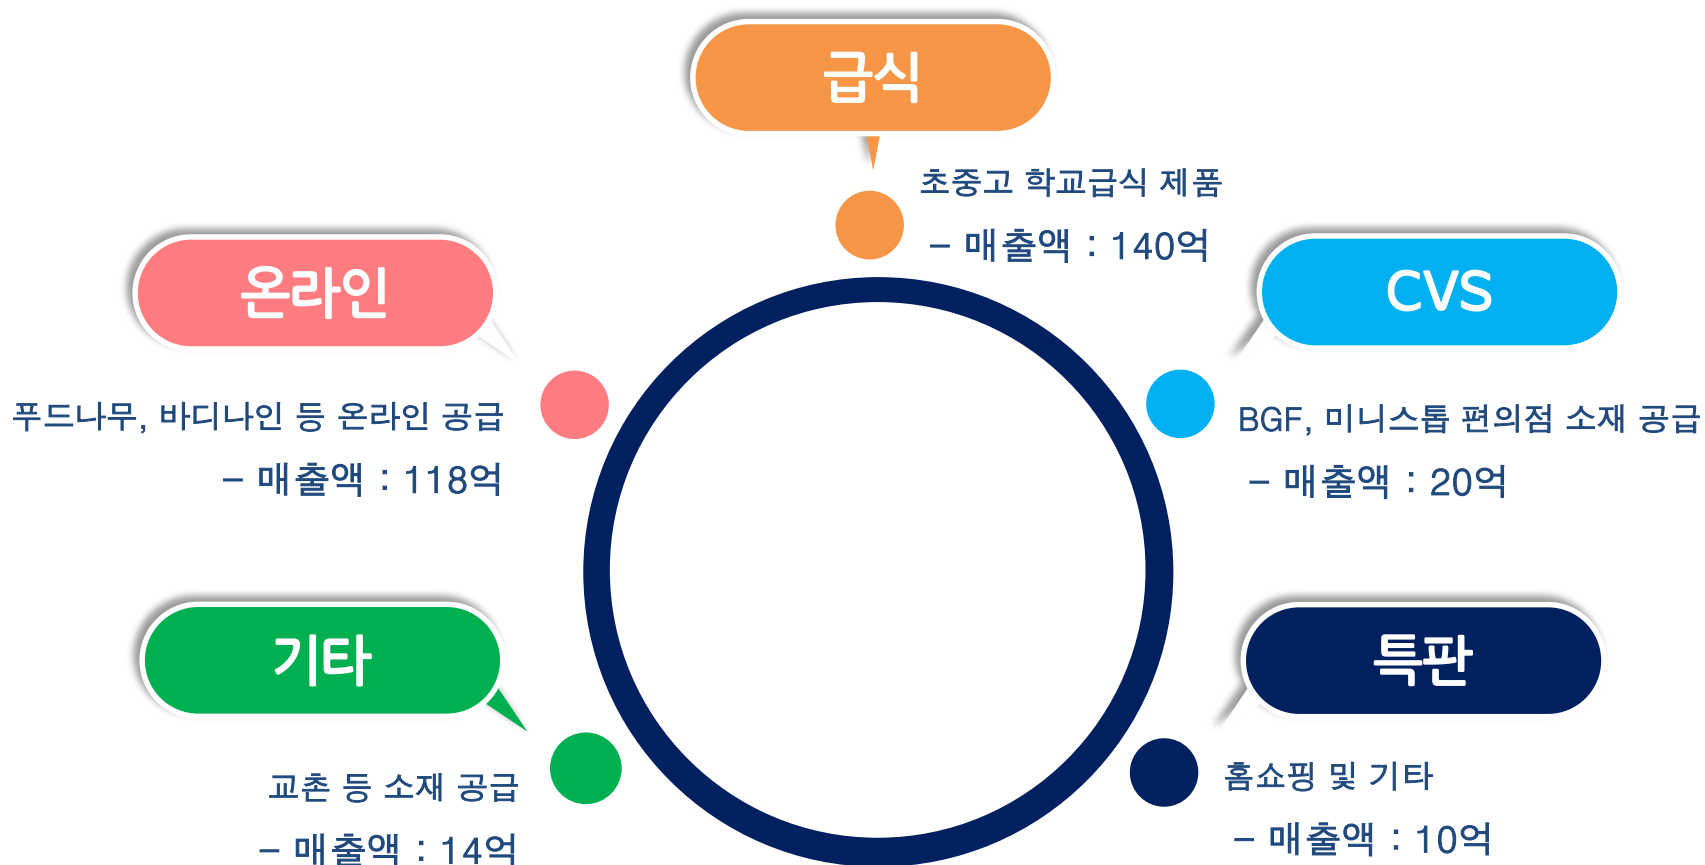 급식
초중고 학교급식 제품
– 매출액 : 140억
온라인
푸드나무, 바디나인 등 온라인 공급
– 매출액 : 118억
CVS
BGF, 미니스톱 편의점 소재 공급
– 매출액 : 20억
기타
교촌 등 소재 공급
– 매출액 : 14억
특판
홈쇼핑 및 기타
– 매출액 : 10억